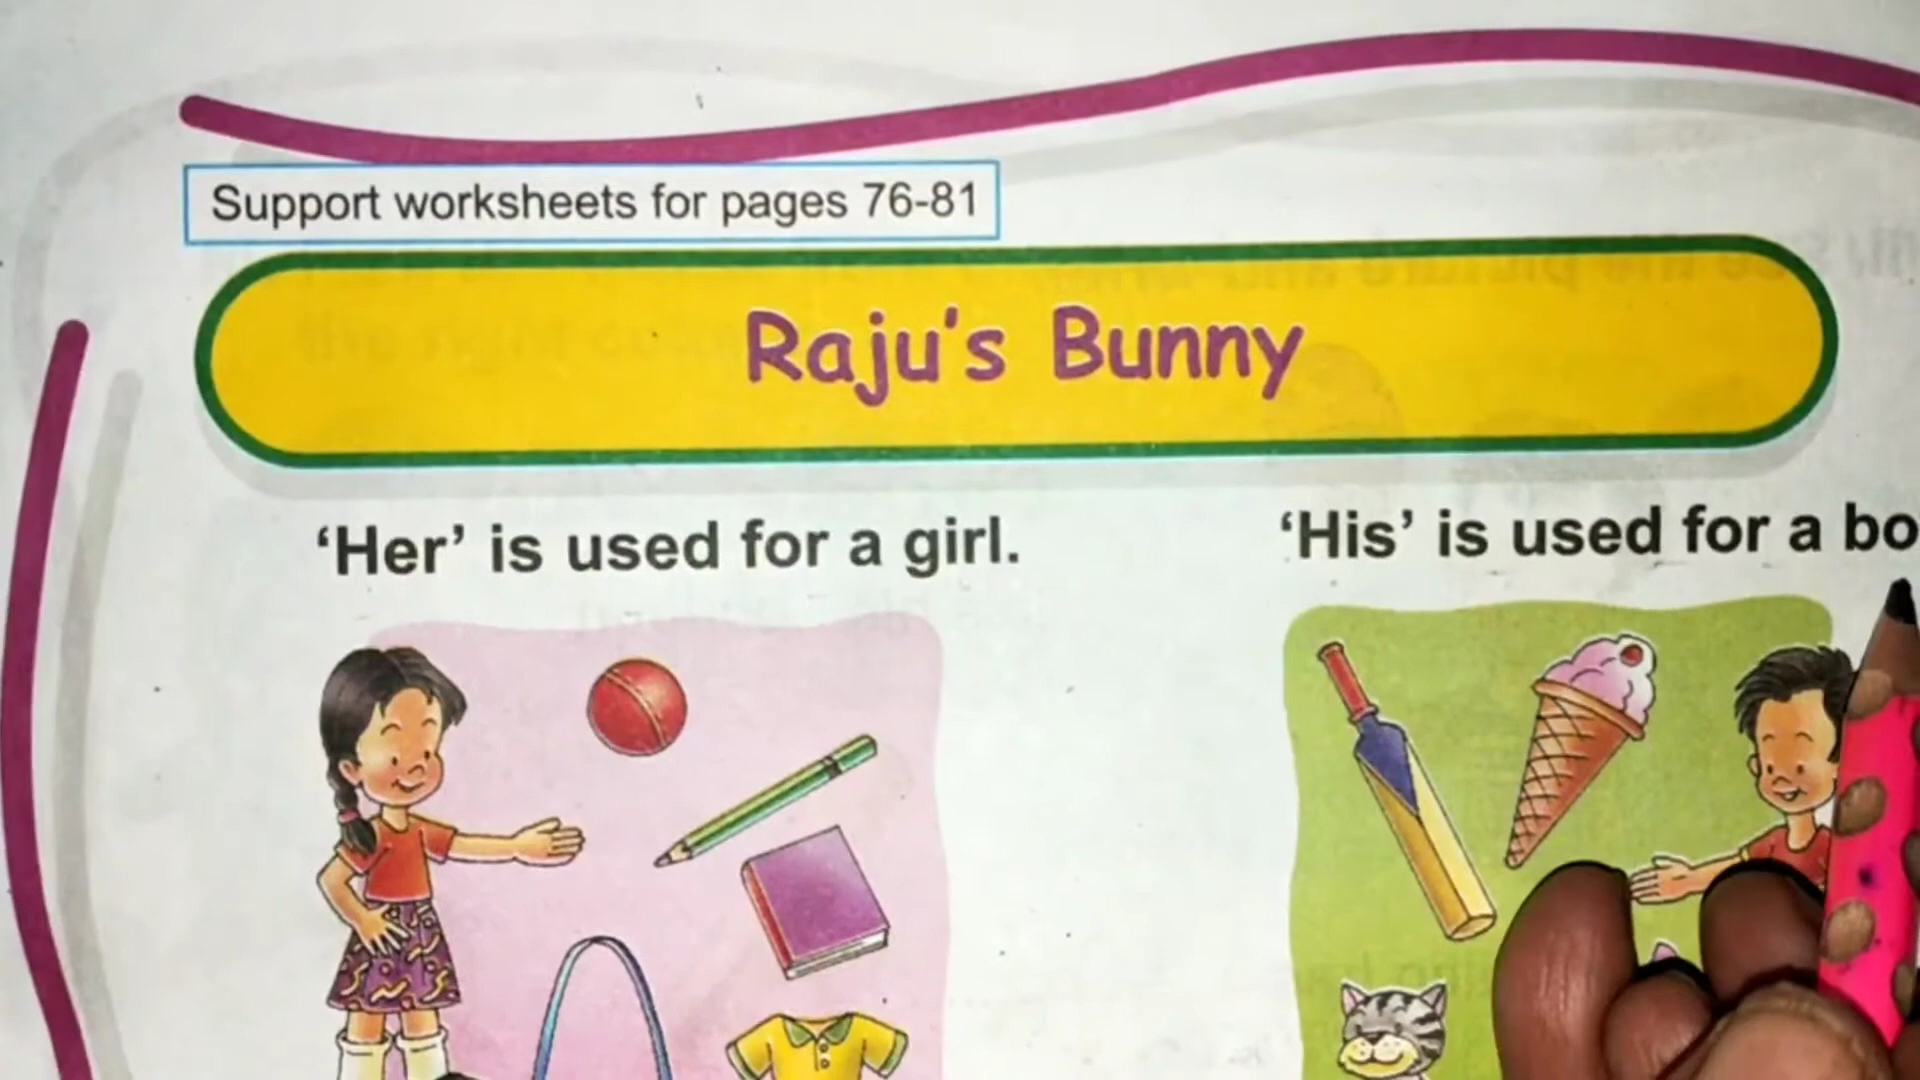 Support worksheets for pages 76-81
Raju's Bunny
‘Her’ is used for a girl.
‘His’ is used for a bo